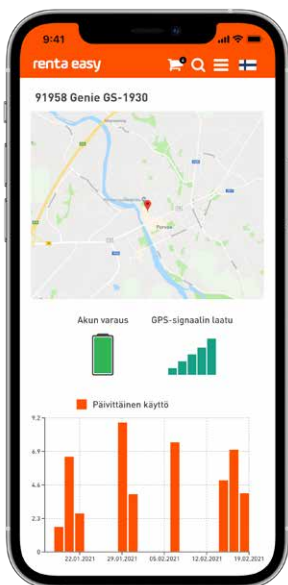 9:41
renta easy
91958 Genie GS-1930
Porvoo
Akun varaus
GPS-signaalin laatu
Päivittäinen käyttö
9.2
6.9
4.6
2.3
0
22.01.2021 29.01.2021 05.02.2021 12.02.2021 19.02.2021